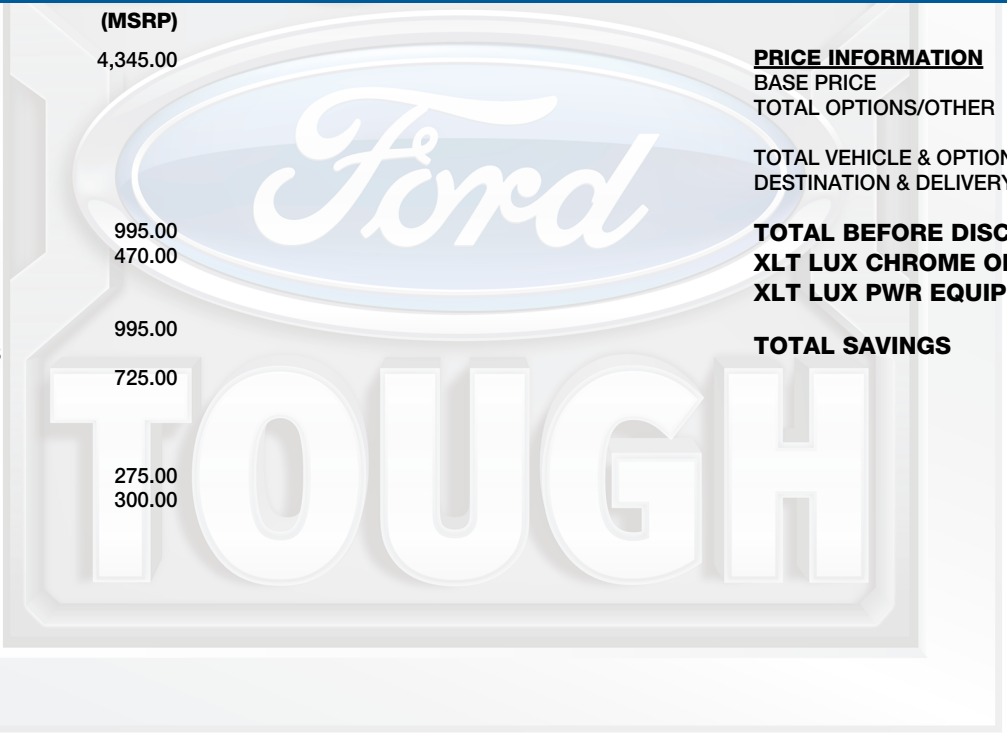 (MSRP)
4,345.00
995.00
470.00
995.00
725.00
275.00
300.00
PRICE INFORMATION
BASE PRICE
TOTAL OPTIONS/OTHER
TOTAL VEHICLE & OPTION
DESTINATION & DELIVERY
TOTAL BEFORE DISC
XLT LUX CHROME
XLT LUX PWR EQUIP
TOTAL SAVINGS
Ford
TOUGH